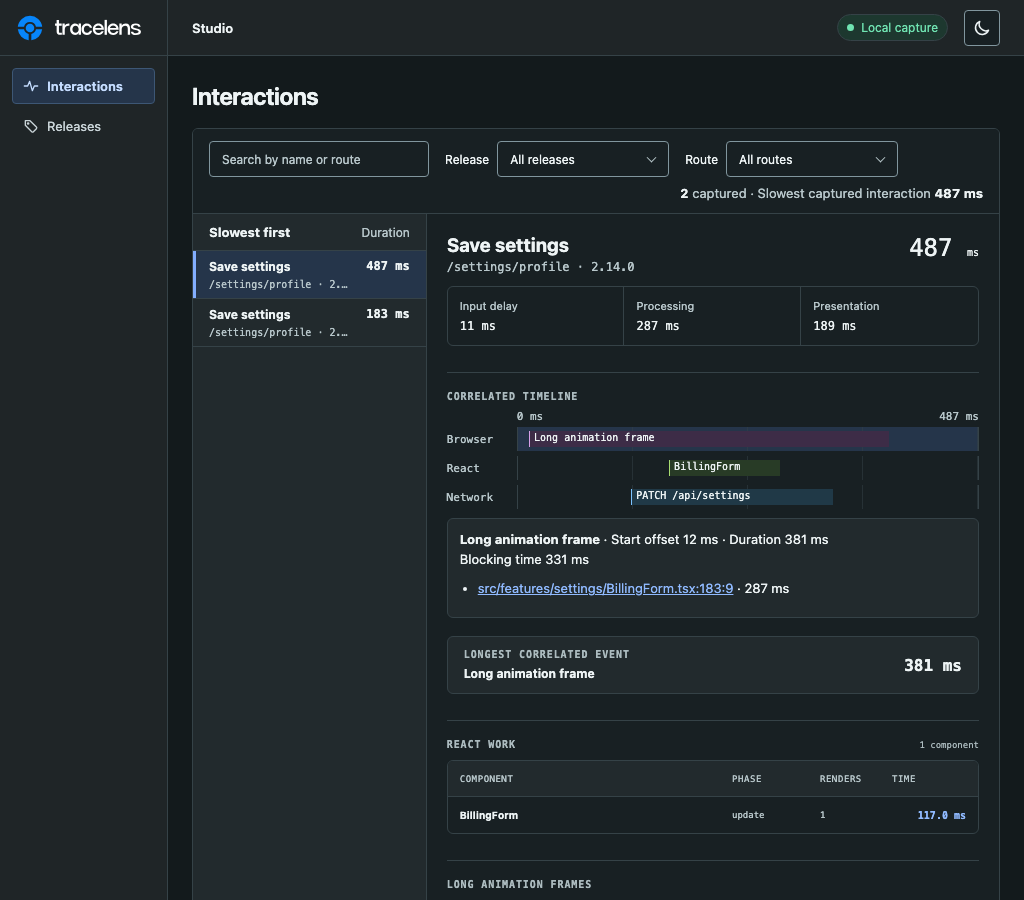 tracelens
Studio
Local capture
Interactions
Releases
Interactions
Search by name or route
Release
All releases
Route
All routes
2 captured · Slowest captured interaction 487 ms
Slowest first
Duration
Save settings
487 ms
/settings/profile · 2.…
Save settings
183 ms
/settings/profile · 2.…
Save settings
487 ms
/settings/profile · 2.14.0
Input delay
11 ms
Processing
287 ms
Presentation
189 ms
CORRELATED TIMELINE
0 ms
487 ms
Browser
Long animation frame
React
BillingForm
Network
PATCH /api/settings
Long animation frame · Start offset 12 ms · Duration 381 ms
Blocking time 331 ms
• src/features/settings/BillingForm.tsx:183:9 · 287 ms
LONGEST CORRELATED EVENT
Long animation frame
381 ms
REACT WORK
1 component
COMPONENT PHASE RENDERS TIME
BillingForm update 1 117.0 ms
LONG ANIMATION FRAMES